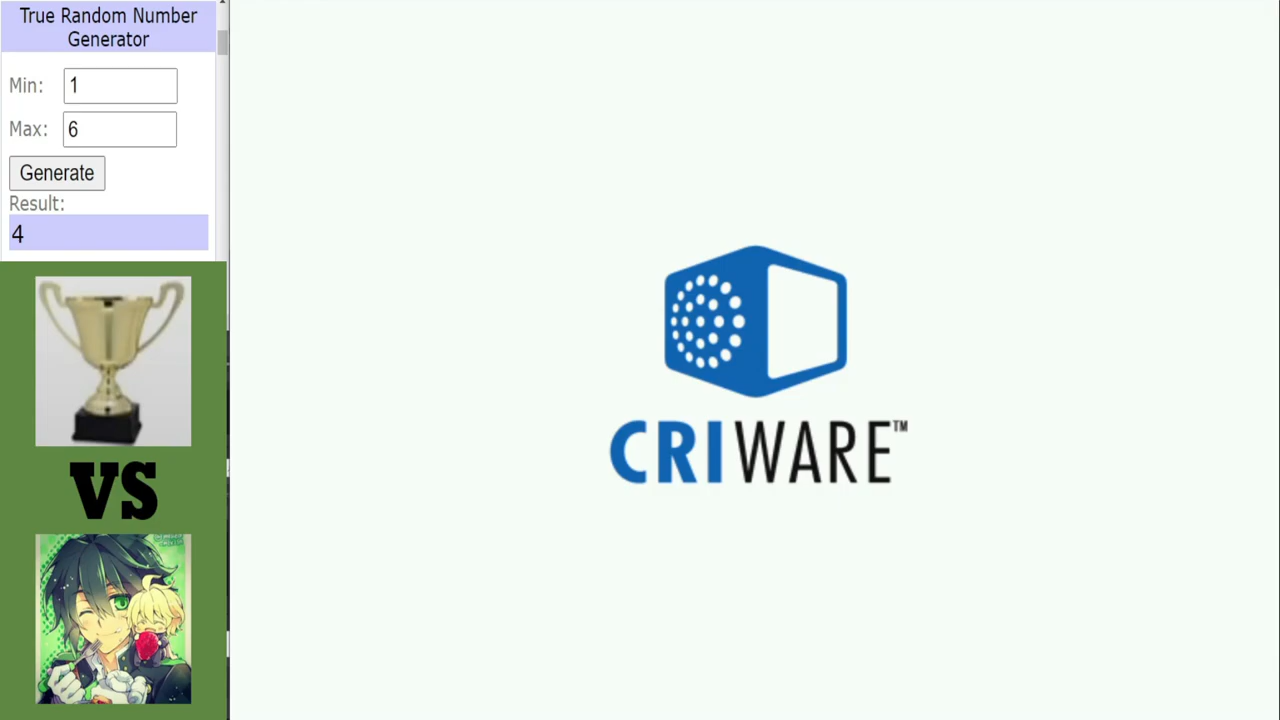 True Random Number
Generator
Min: 1
Max: 6
Generate
Result:
4
VS
CRIWARE™